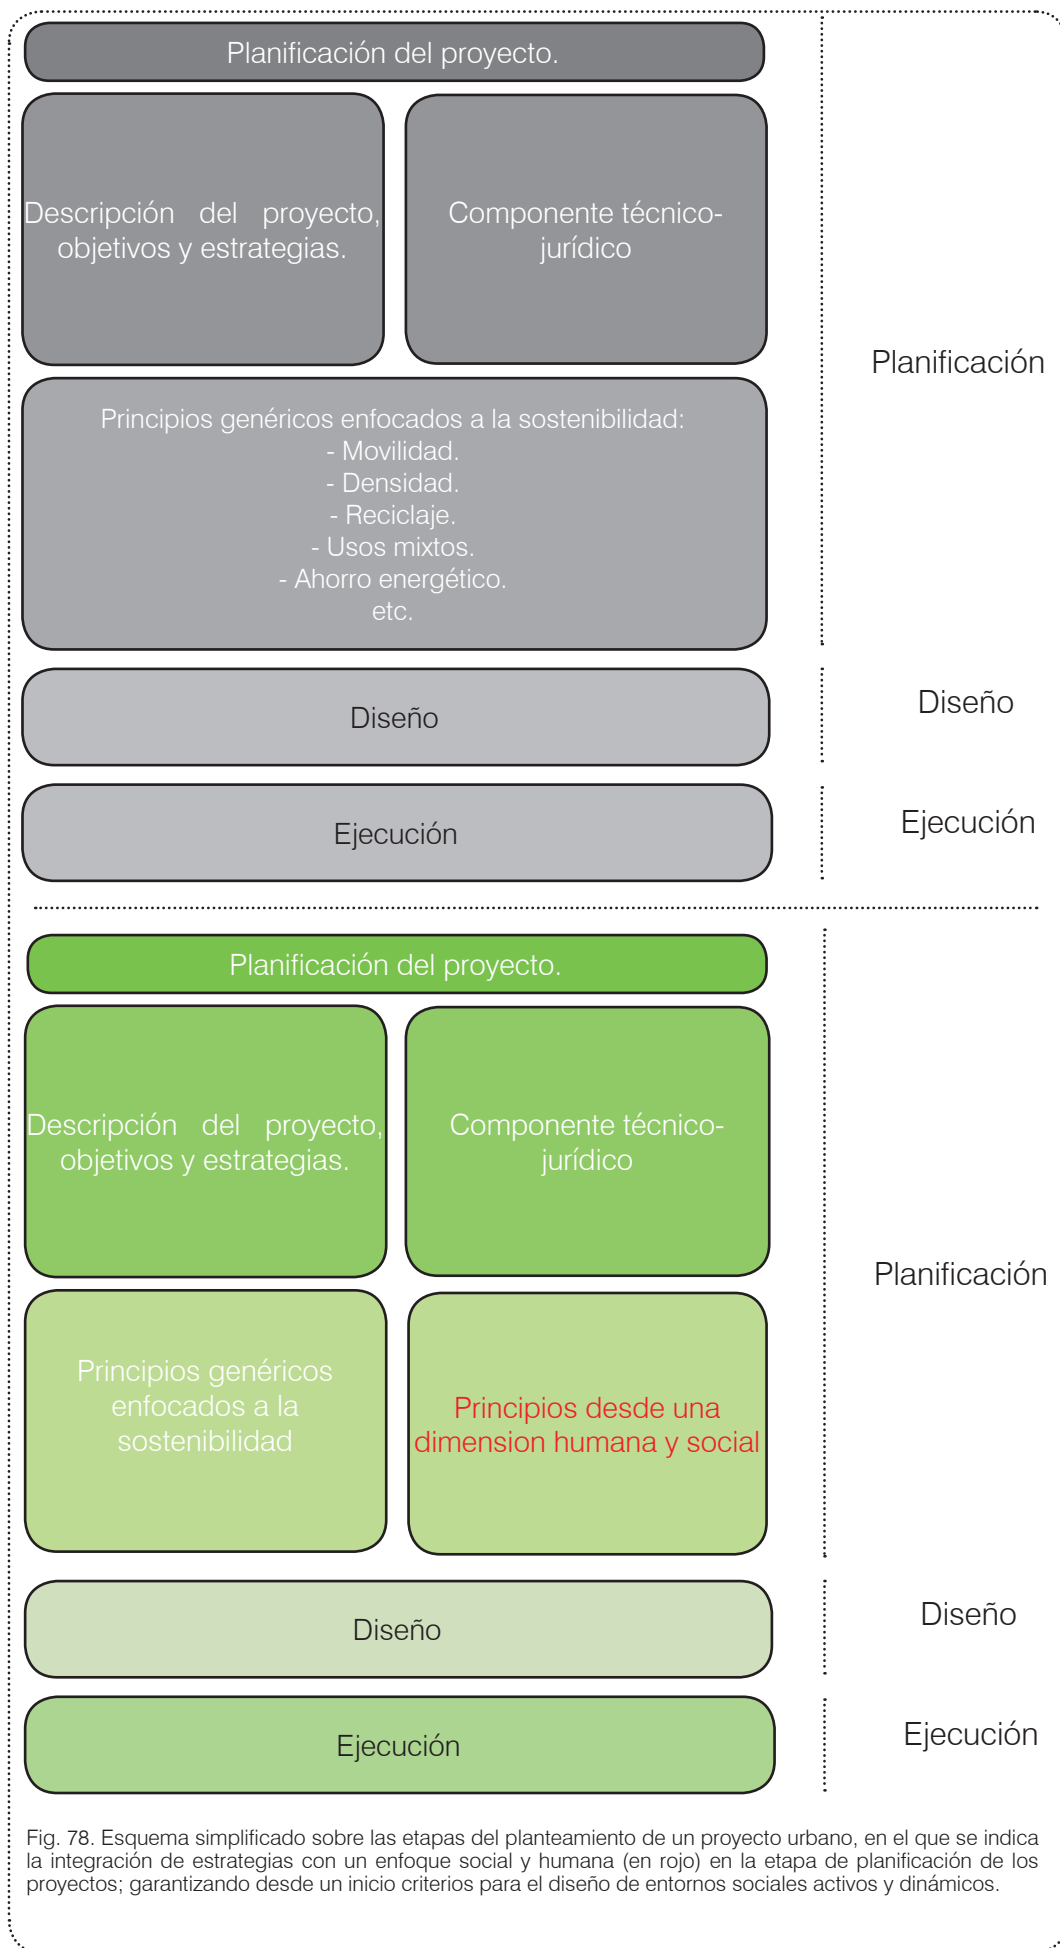 Planificación del proyecto.
Descripción del proyecto,
objetivos y estrategias.
Componente técnico-
jurídico
Principios genéricos enfocados a la sostenibilidad:
- Movilidad.
- Densidad.
- Reciclaje.
- Usos mixtos.
- Ahorro energético.
etc.
Planificación
Diseño
Diseño
Ejecución
Ejecución
Planificación del proyecto.
Descripción del proyecto,
objetivos y estrategias.
Componente técnico-
jurídico
Principios genéricos
enfocados a la
sostenibilidad
Principios desde una
dimension humana y social
Planificación
Diseño
Diseño
Ejecución
Ejecución
Fig. 78. Esquema simplificado sobre las etapas del planteamiento de un proyecto urbano, en el que se indica
la integración de estrategias con un enfoque social y humana (en rojo) en la etapa de planificación de los
proyectos; garantizando desde un inicio criterios para el diseño de entornos sociales activos y dinámicos.